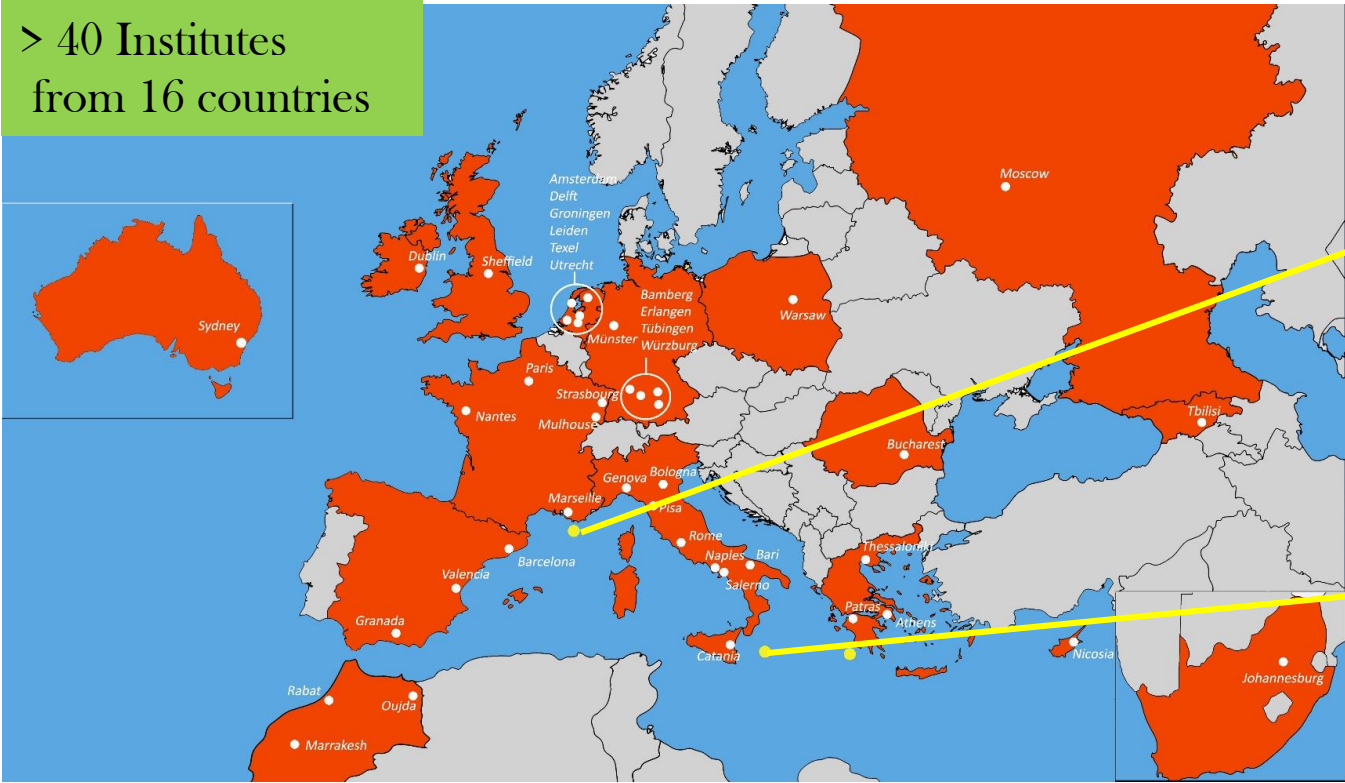 > 40 Institutes
from 16 countries
Moscow
Amsterdam
Delft
Groningen
Leiden
Texel
Utrecht
Dublin
Sheffield
Bamberg
Erlangen
Tübingen
Würzburg
Münster
Warsaw
Sydney
Paris
Strasbourg
Nantes
Mulhouse
Tbilisi
Bucharest
Genova
Bologna
Marseille
Pisa
Rome
Barcelona
Naples
Bari
Salerno
Thessaloniki
Valencia
Granada
Patras
Athens
Catania
Nicosia
Johannesburg
Rabat
Oujda
Marrakesh